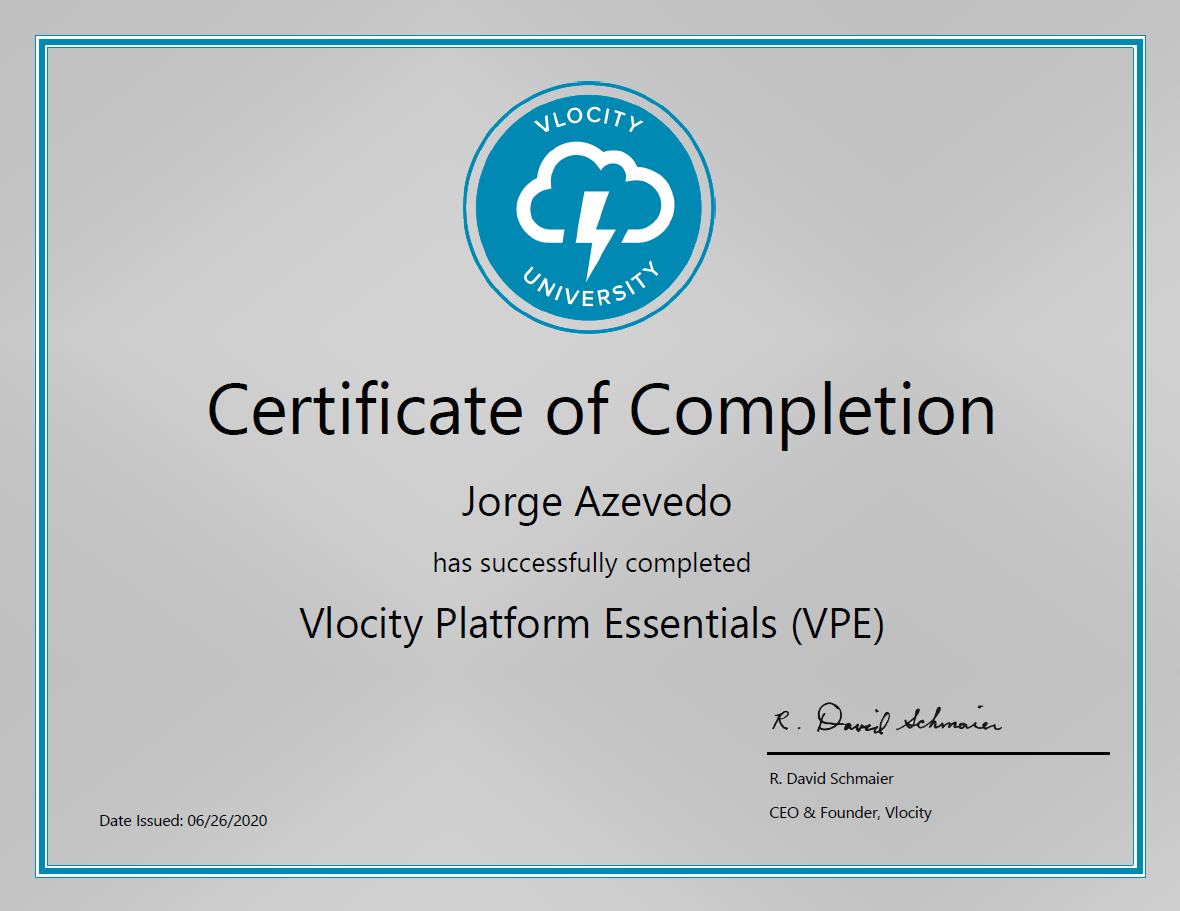 VLOCITY
UNIVERSITY
Certificate of Completion
Jorge Azevedo
has successfully completed
Vlocity Platform Essentials (VPE)
R. David Schmaier
R. David Schmaier
CEO & Founder, Vlocity
Date Issued: 06/26/2020